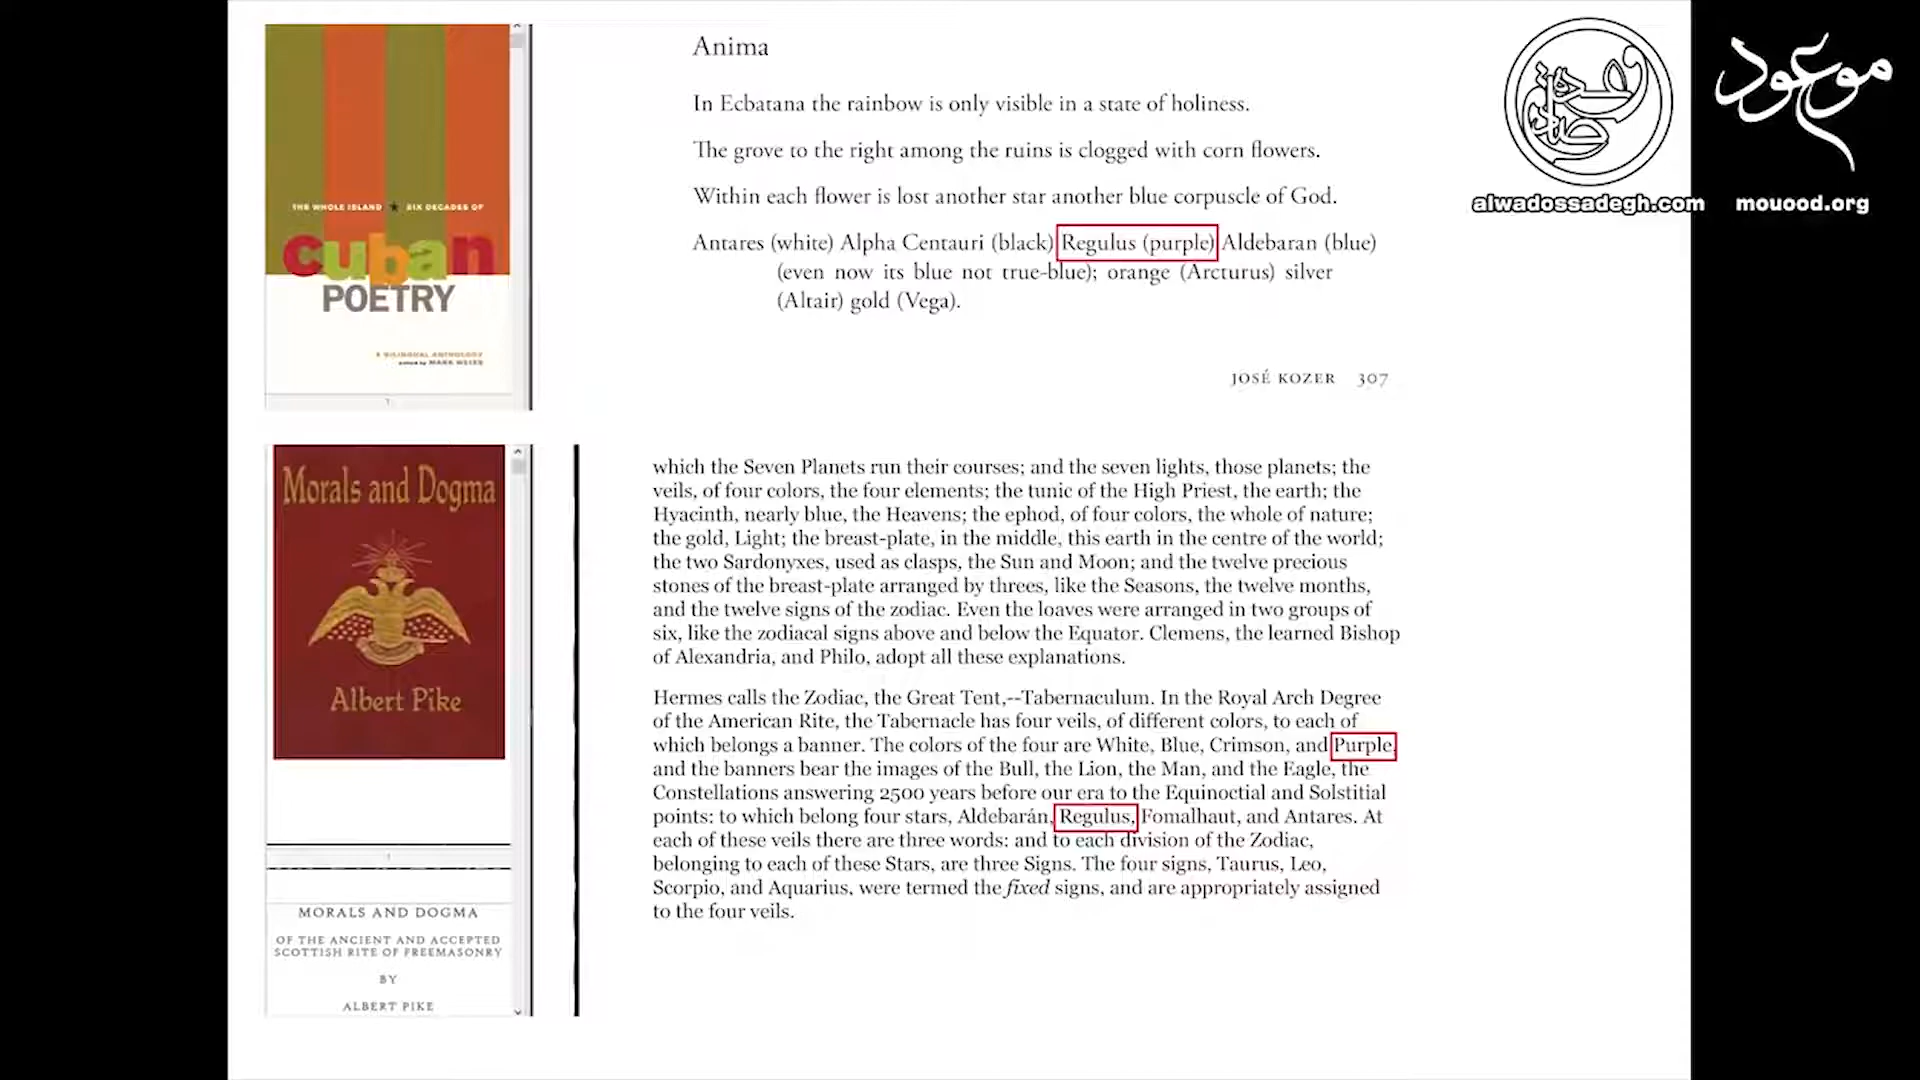 THE WHOLE ISLAND ★ SIX DECADES OF
cuban
POETRY
A BILINGUAL ANTHOLOGY
edited by MARK WEISS
Anima
In Ecbatana the rainbow is only visible in a state of holiness.
The grove to the right among the ruins is clogged with corn flowers.
Within each flower is lost another star another blue corpuscle of God.
Antares (white) Alpha Centauri (black) Regulus (purple) Aldebaran (blue)
(even now its blue not true-blue); orange (Arcturus) silver
(Altair) gold (Vega).
JOSÉ KOZER 307
موعود
alwadossadegh.com
mouood.org
Morals and Dogma
Albert Pike
MORALS AND DOGMA
OF THE ANCIENT AND ACCEPTED
SCOTTISH RITE OF FREEMASONRY
BY
ALBERT PIKE
which the Seven Planets run their courses; and the seven lights, those planets; the
veils, of four colors, the four elements; the tunic of the High Priest, the earth; the
Hyacinth, nearly blue, the Heavens; the ephod, of four colors, the whole of nature;
the gold, Light; the breast-plate, in the middle, this earth in the centre of the world;
the two Sardonyxes, used as clasps, the Sun and Moon; and the twelve precious
stones of the breast-plate arranged by threes, like the Seasons, the twelve months,
and the twelve signs of the zodiac. Even the loaves were arranged in two groups of
six, like the zodiacal signs above and below the Equator. Clemens, the learned Bishop
of Alexandria, and Philo, adopt all these explanations.
Hermes calls the Zodiac, the Great Tent,--Tabernaculum. In the Royal Arch Degree
of the American Rite, the Tabernacle has four veils, of different colors, to each of
which belongs a banner. The colors of the four are White, Blue, Crimson, and Purple,
and the banners bear the images of the Bull, the Lion, the Man, and the Eagle, the
Constellations answering 2500 years before our era to the Equinoctial and Solstitial
points: to which belong four stars, Aldebarán, Regulus, Fomalhaut, and Antares. At
each of these veils there are three words: and to each division of the Zodiac,
belonging to each of these Stars, are three Signs. The four signs, Taurus, Leo,
Scorpio, and Aquarius, were termed the fixed signs, and are appropriately assigned
to the four veils.